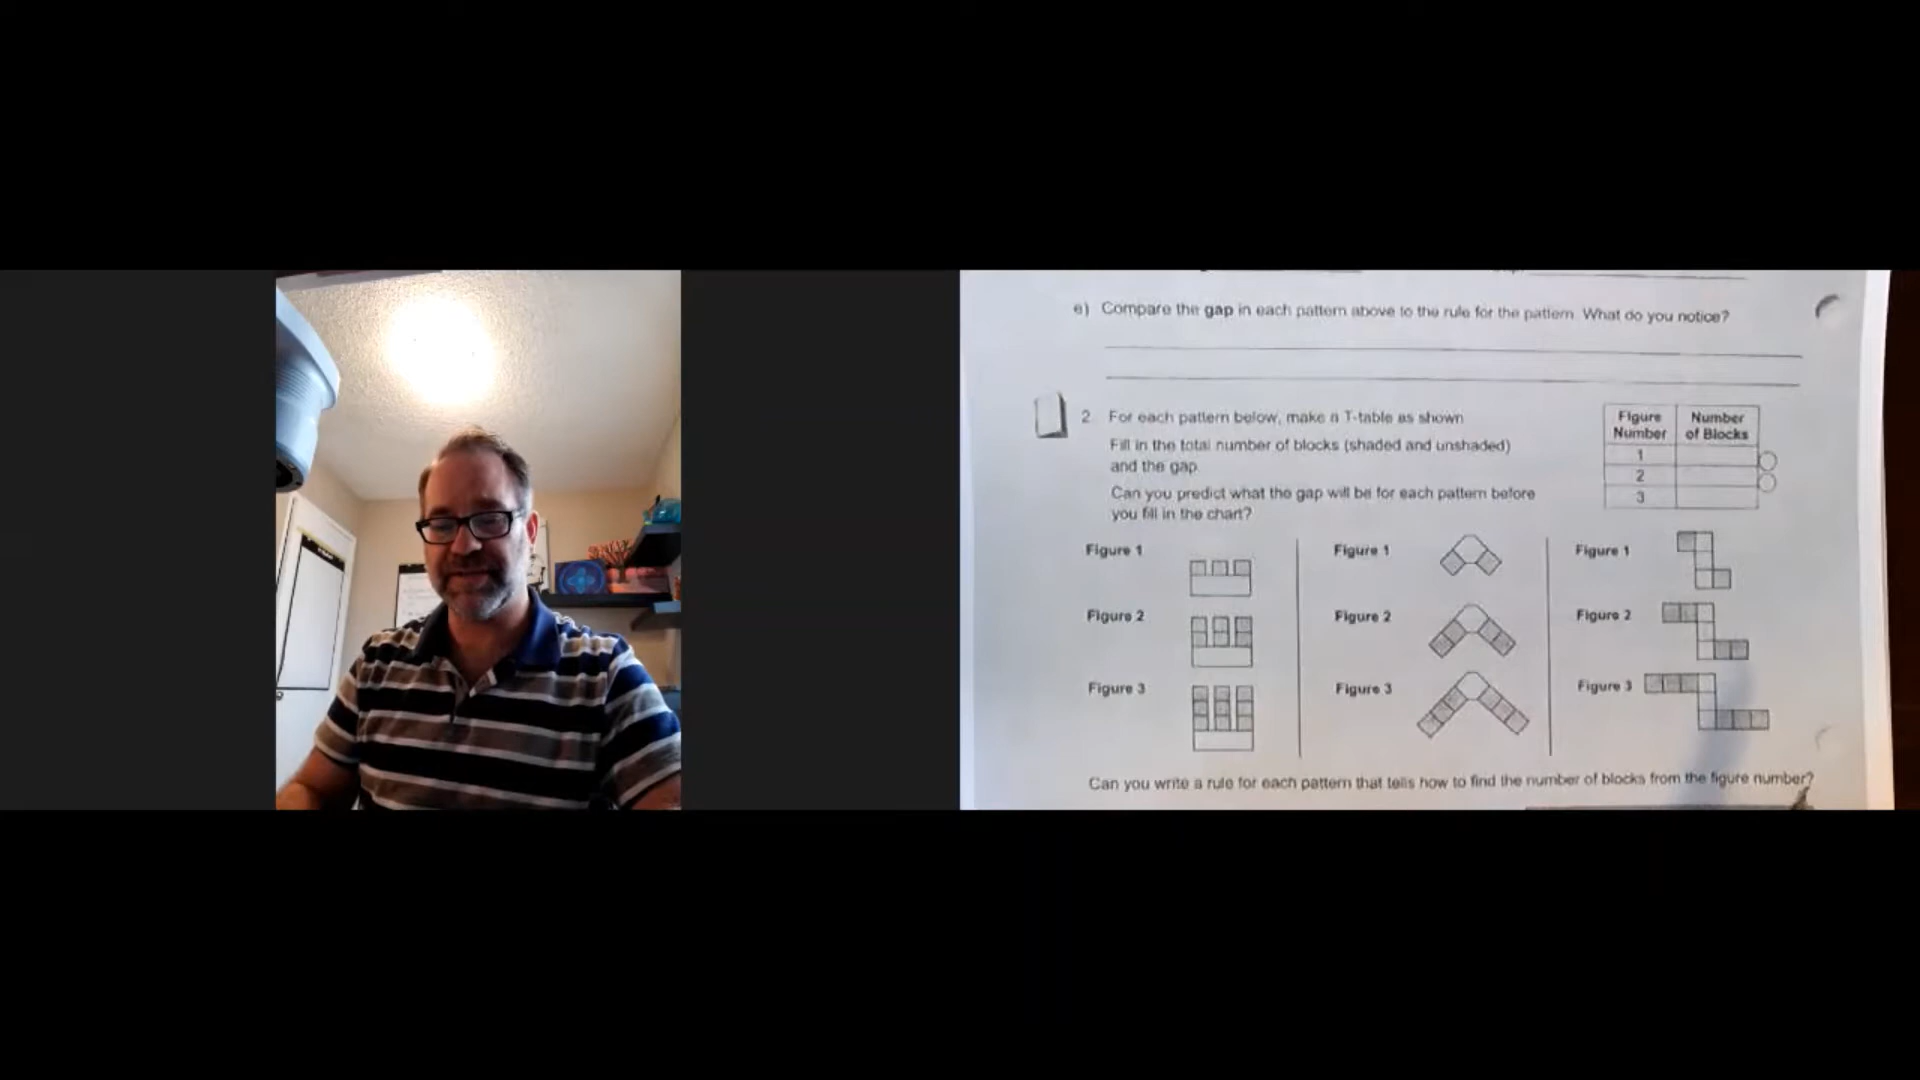 e) Compare the gap in each pattern above to the rule for the pattern. What do you notice?
2. For each pattern below, make a T-table as shown
Fill in the total number of blocks (shaded and unshaded)
and the gap.
Can you predict what the gap will be for each pattern before
you fill in the chart?
Figure Number
Number of Blocks
1
2
3
Figure 1
Figure 2
Figure 3
Figure 1
Figure 2
Figure 3
Figure 1
Figure 2
Figure 3
Can you write a rule for each pattern that tells how to find the number of blocks from the figure number?